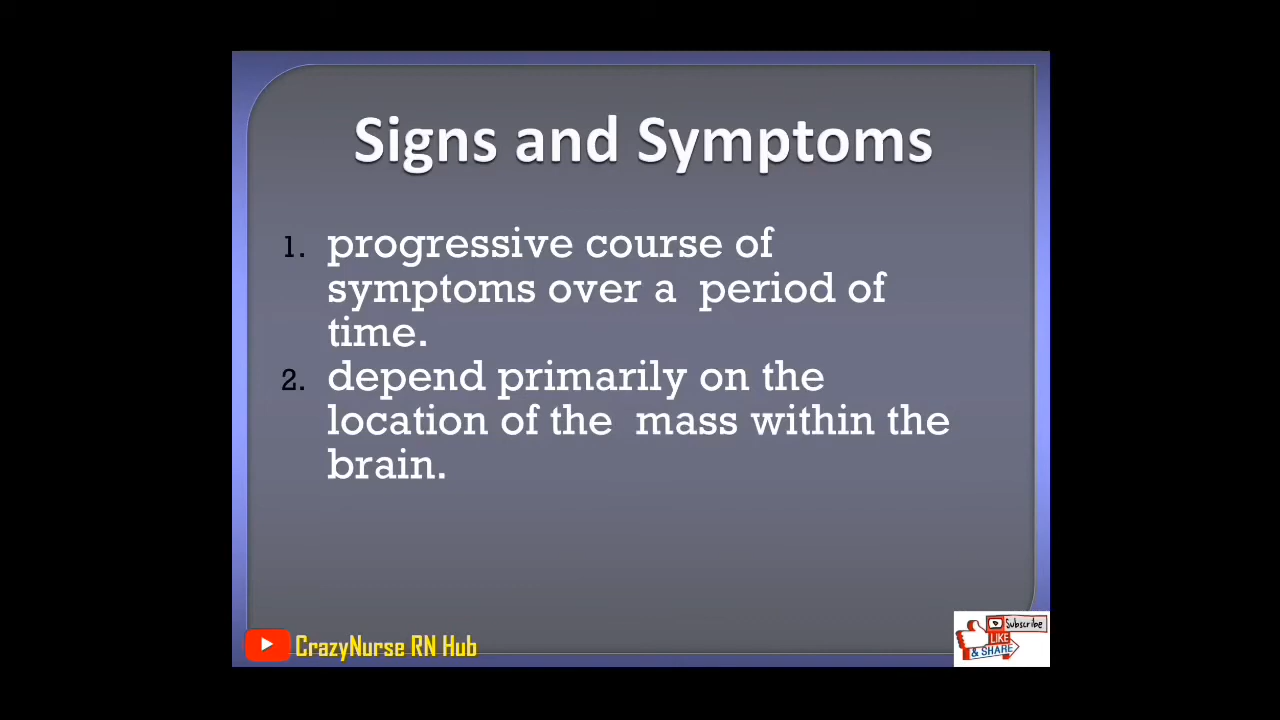 Signs and Symptoms
1. progressive course of
symptoms over a  period of
time.
2. depend primarily on the
location of the  mass within the
brain.
CrazyNurse RN Hub
Subscribe
LIKE
& SHARE